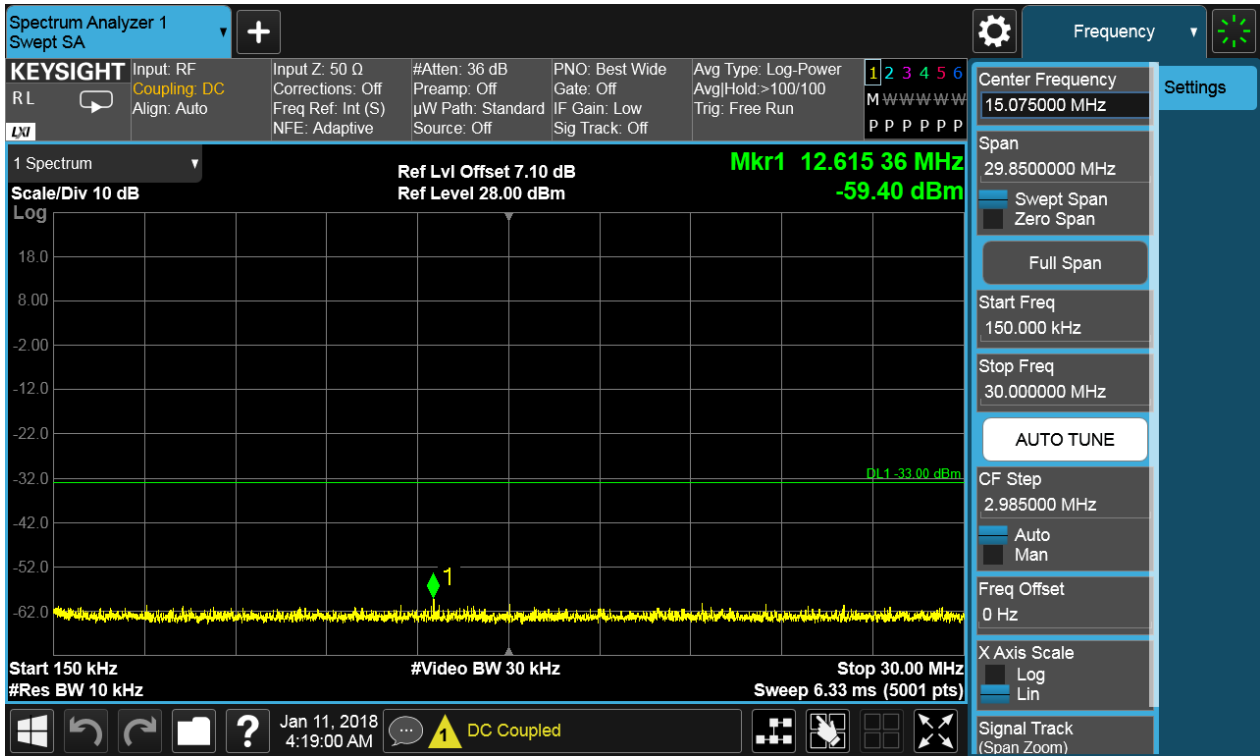 Spectrum Analyzer 1
Swept SA
Frequency
KEYSIGHT
R L
LXI
Input: RF
Coupling: DC
Align: Auto
Input Z: 50 Ω
Corrections: Off
Freq Ref: Int (S)
NFE: Adaptive
#Atten: 36 dB
Preamp: Off
µW Path: Standard
Source: Off
PNO: Best Wide
Gate: Off
IF Gain: Low
Sig Track: Off
Avg Type: Log-Power
Avg|Hold:>100/100
Trig: Free Run
1 2 3 4 5 6
M W W W W W
P P P P P P
1 Spectrum
Scale/Div 10 dB
Log
Ref Lvl Offset 7.10 dB
Ref Level 28.00 dBm
Mkr1 12.615 36 MHz
-59.40 dBm
18.0
8.00
-2.00
-12.0
-22.0
-32.0
-42.0
-52.0
-62.0
DL1 -33.00 dBm
1
Start 150 kHz
#Res BW 10 kHz
#Video BW 30 kHz
Stop 30.00 MHz
Sweep 6.33 ms (5001 pts)
Center Frequency
15.075000 MHz
Span
29.8500000 MHz
Swept Span
Zero Span
Full Span
Start Freq
150.000 kHz
Stop Freq
30.000000 MHz
AUTO TUNE
CF Step
2.985000 MHz
Auto
Man
Freq Offset
0 Hz
X Axis Scale
Log
Lin
Signal Track
(Span Zoom)
Settings
?
Jan 11, 2018
4:19:00 AM
1
DC Coupled